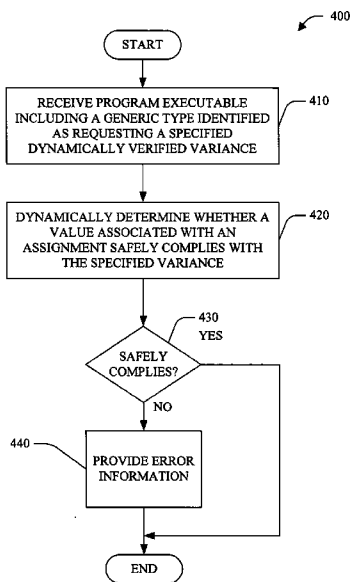 400
START
RECEIVE PROGRAM EXECUTABLE
INCLUDING A GENERIC TYPE IDENTIFIED
AS REQUESTING A SPECIFIED
DYNAMICALLY VERIFIED VARIANCE
410
DYNAMICALLY DETERMINE WHETHER A
VALUE ASSOCIATED WITH AN
ASSIGNMENT SAFELY COMPLIES WITH
THE SPECIFIED VARIANCE
420
430
YES
SAFELY
COMPLIES?
NO
440
PROVIDE ERROR
INFORMATION
END